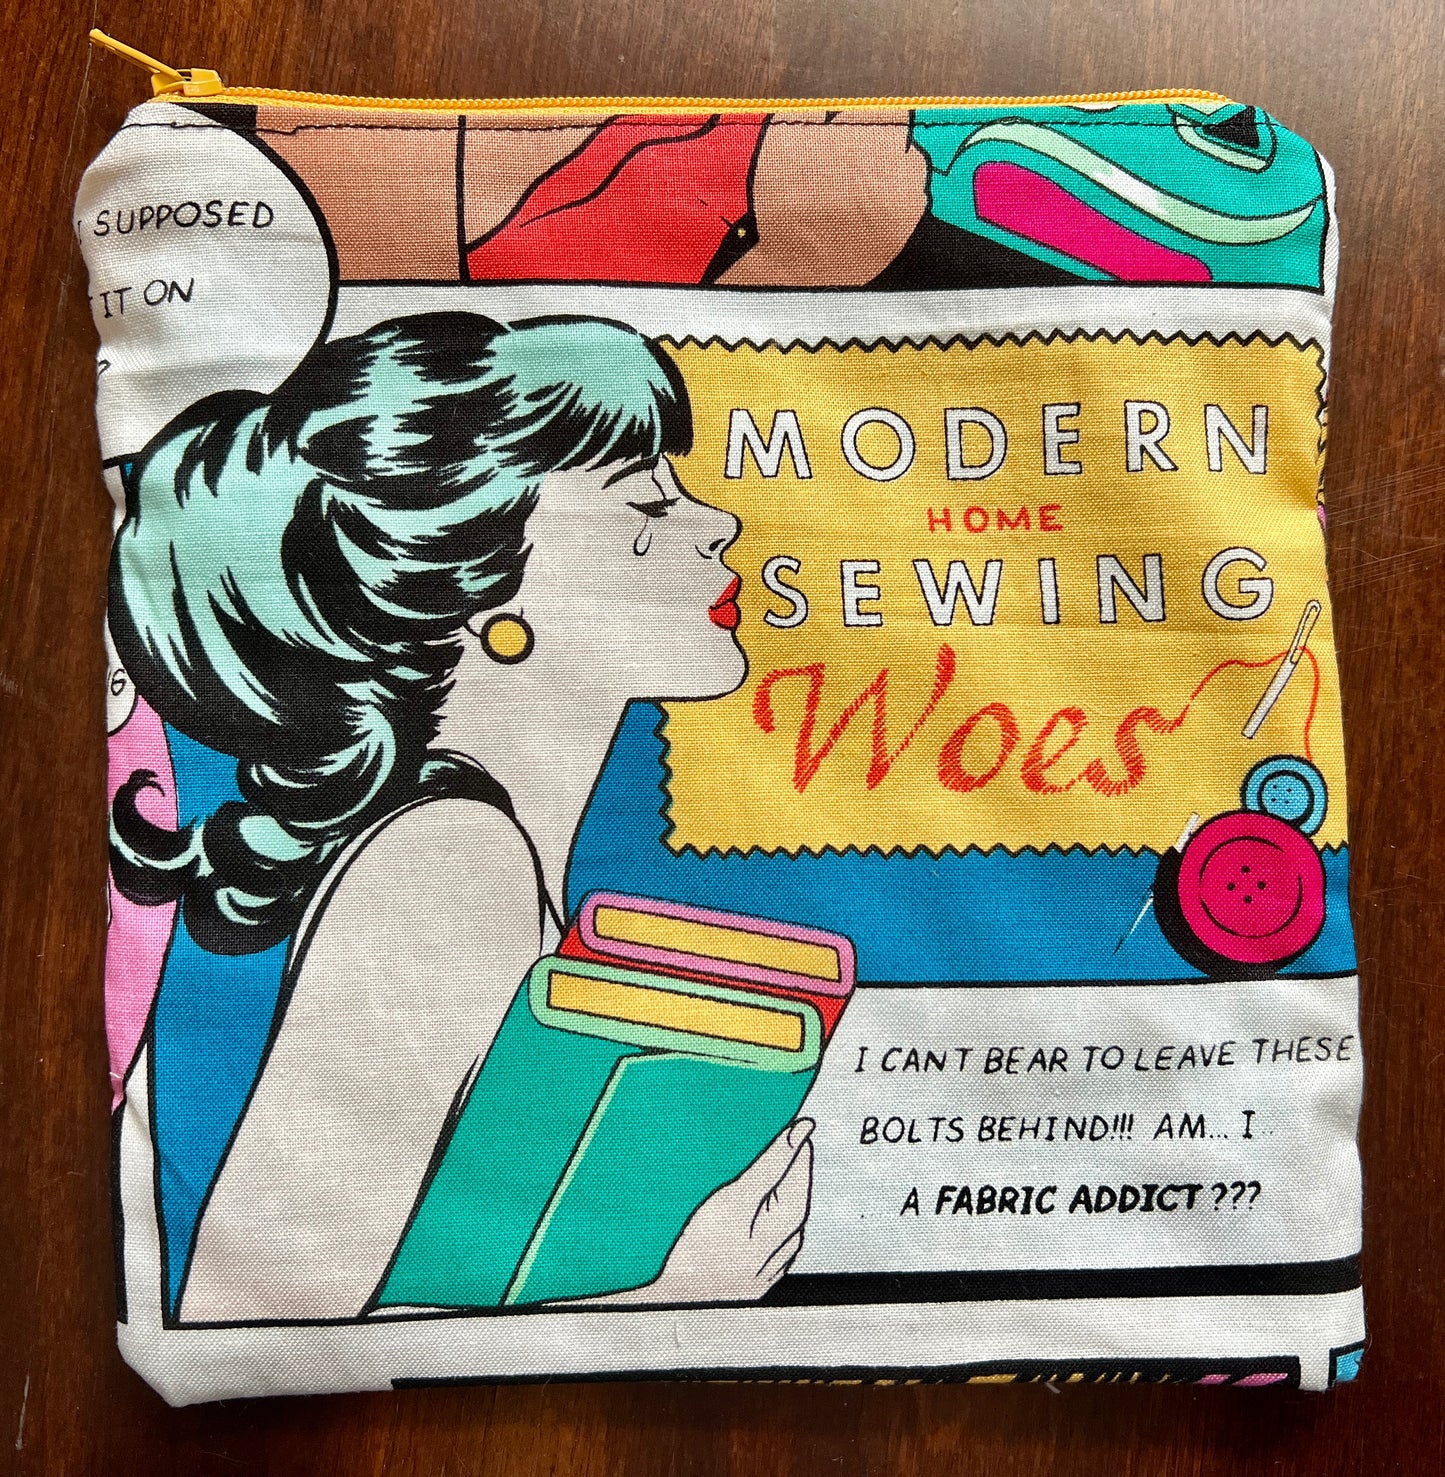 SUPPOSED
IT ON
MODERN
HOME
SEWING
Woes
I CAN'T BEAR TO LEAVE THESE
BOLTS BEHIND!!! AM... I
A FABRIC ADDICT???